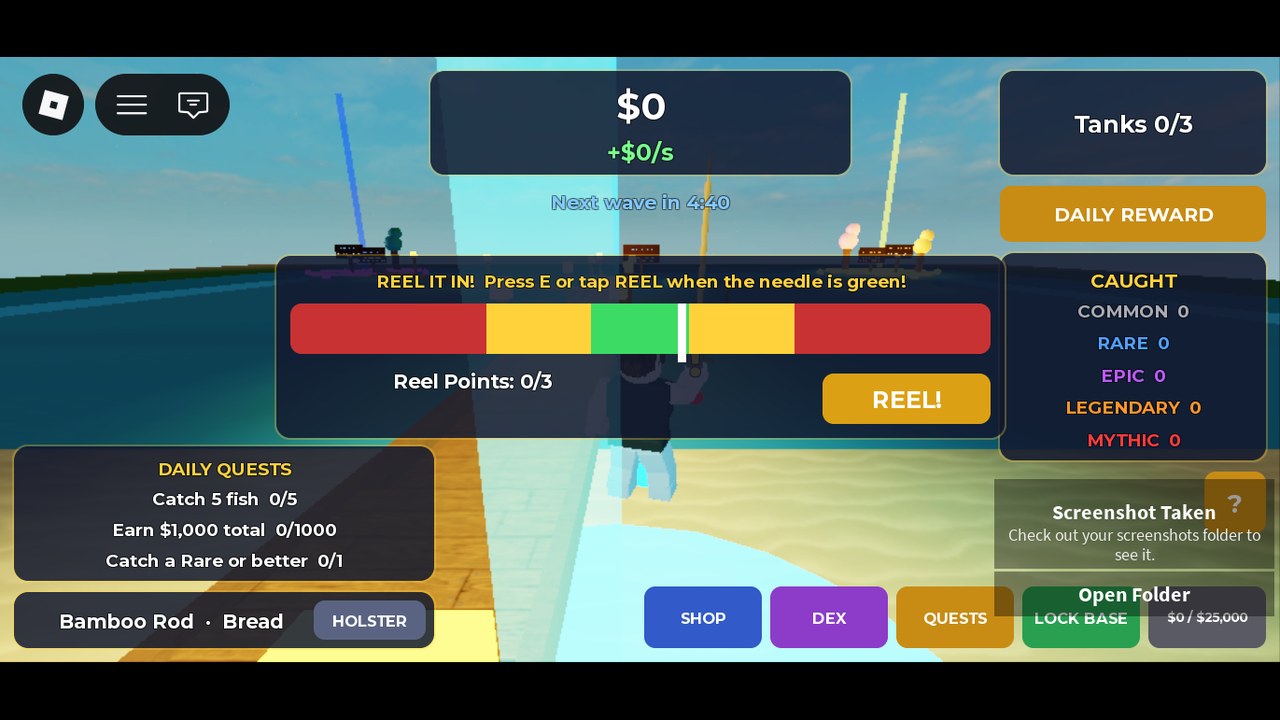 $0
+$0/s
Next wave in 4:40
Tanks 0/3
DAILY REWARD
REEL IT IN!  Press E or tap REEL when the needle is green!
Reel Points: 0/3
REEL!
CAUGHT
COMMON  0
RARE  0
EPIC  0
LEGENDARY  0
MYTHIC  0
DAILY QUESTS
Catch 5 fish  0/5
Earn $1,000 total  0/1000
Catch a Rare or better  0/1
Bamboo Rod  ·  Bread
HOLSTER
?
Screenshot Taken
Check out your screenshots folder to
see it.
Open Folder
SHOP
DEX
QUESTS
LOCK BASE
$0 / $25,000